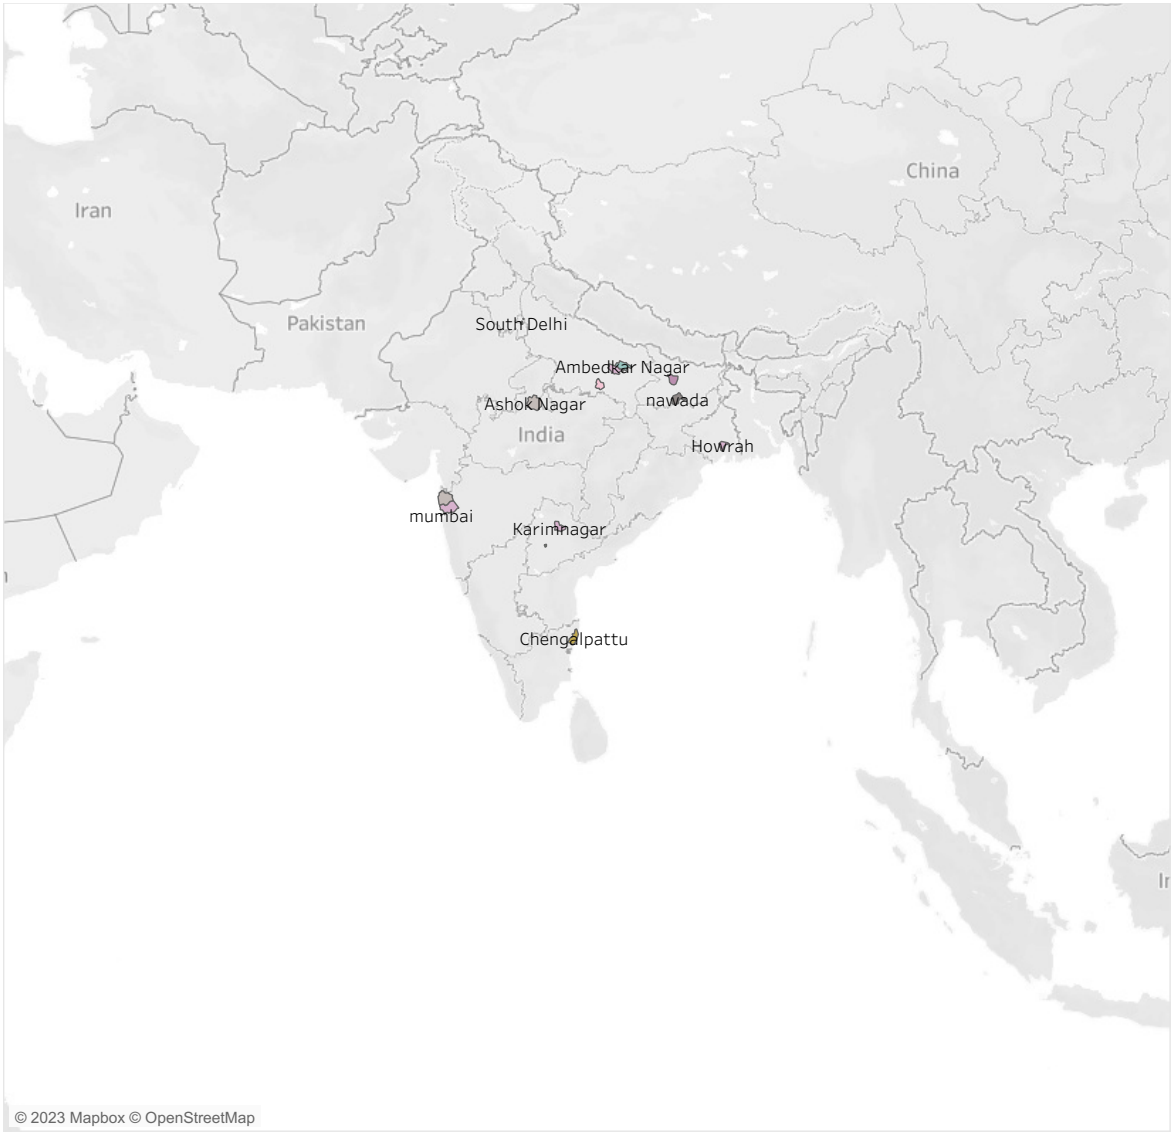 China
Iran
Pakistan
South Delhi
Ambedkar Nagar
nawada
Ashok Nagar
India
Howrah
mumbai
Karimnagar
Chengalpattu
© 2023 Mapbox © OpenStreetMap